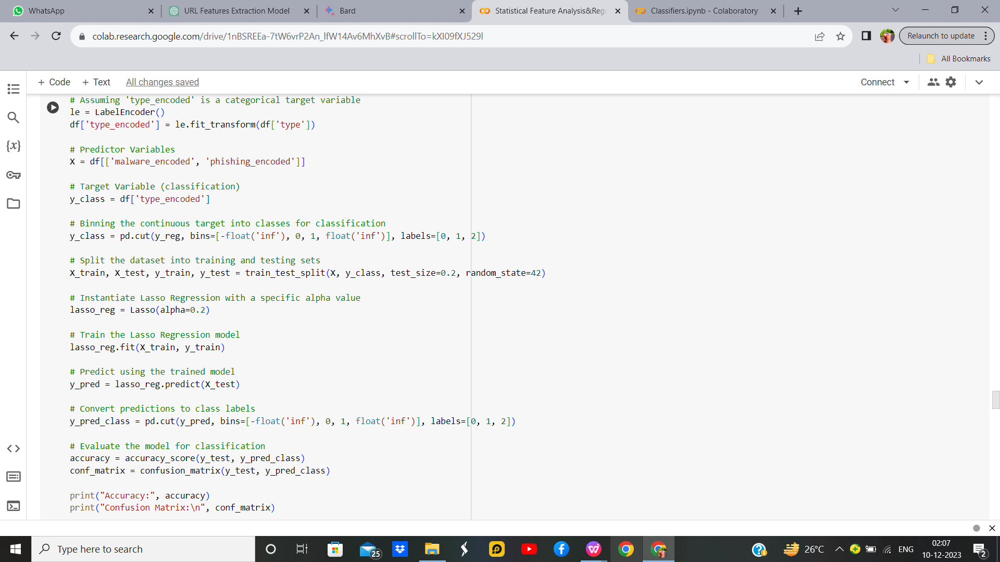 WhatsApp
URL Features Extraction Model
Bard
Statistical Feature Analysis&Reg
Classifiers.ipynb - Colaboratory
colab.research.google.com/drive/1nBSREEa-7tW6vrP2An_lfW14Av6MhXvB#scrollTo=kXI09fXJ529l
Relaunch to update
All Bookmarks
+ Code + Text All changes saved
Connect
# Assuming 'type_encoded' is a categorical target variable
le = LabelEncoder()
df['type_encoded'] = le.fit_transform(df['type'])
# Predictor Variables
X = df[['malware_encoded', 'phishing_encoded']]
# Target Variable (classification)
y_class = df['type_encoded']
# Binning the continuous target into classes for classification
y_class = pd.cut(y_reg, bins=[-float('inf'), 0, 1, float('inf')], labels=[0, 1, 2])
# Split the dataset into training and testing sets
X_train, X_test, y_train, y_test = train_test_split(X, y_class, test_size=0.2, random_state=42)
# Instantiate Lasso Regression with a specific alpha value
lasso_reg = Lasso(alpha=0.2)
# Train the Lasso Regression model
lasso_reg.fit(X_train, y_train)
# Predict using the trained model
y_pred = lasso_reg.predict(X_test)
# Convert predictions to class labels
y_pred_class = pd.cut(y_pred, bins=[-float('inf'), 0, 1, float('inf')], labels=[0, 1, 2])
# Evaluate the model for classification
accuracy = accuracy_score(y_test, y_pred_class)
conf_matrix = confusion_matrix(y_test, y_pred_class)
print("Accuracy:", accuracy)
print("Confusion Matrix:\n", conf_matrix)
{x}
Type here to search
25
26°C
ENG
02:07
10-12-2023
2